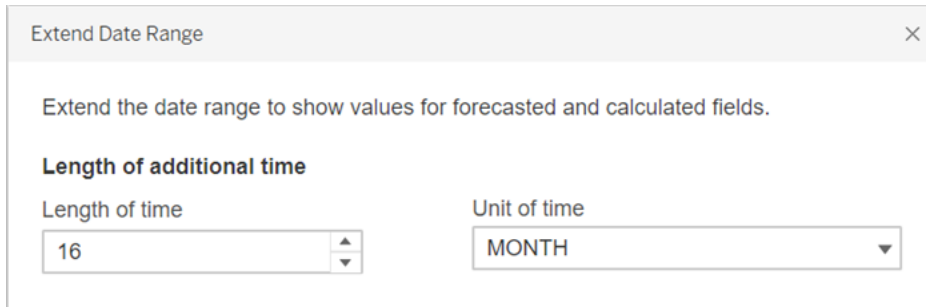 Extend Date Range
Extend the date range to show values for forecasted and calculated fields.
Length of additional time
Length of time
Unit of time
16
MONTH